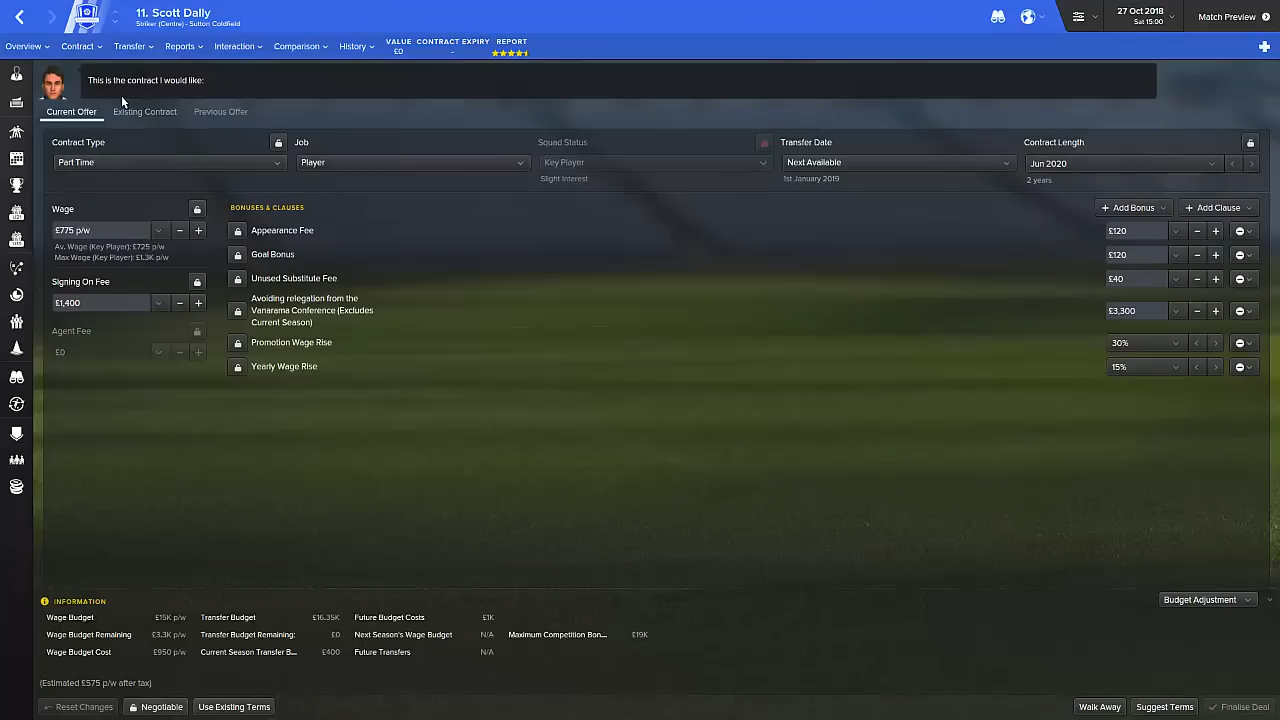 11. Scott Dally
Striker (Centre) - Sutton Coldfield
27 Oct 2018
Sat 15:00
Match Preview
Overview
Contract
Transfer
Reports
Interaction
Comparison
History
VALUE
£0
CONTRACT EXPIRY
-
REPORT
This is the contract I would like:
Current Offer
Existing Contract
Previous Offer
Contract Type
Job
Squad Status
Transfer Date
Contract Length
Part Time
Player
Key Player
Next Available
Jun 2020
Slight Interest
1st January 2019
2 years
Wage
BONUSES & CLAUSES
+ Add Bonus
+ Add Clause
£775 p/w
Av. Wage (Key Player): £725 p/w
Max Wage (Key Player): £1.3K p/w
Signing On Fee
£1,400
Agent Fee
£0
Appearance Fee
£120
Goal Bonus
£120
Unused Substitute Fee
£40
Avoiding relegation from the
Vanarama Conference (Excludes
Current Season)
£3,300
Promotion Wage Rise
30%
Yearly Wage Rise
15%
INFORMATION
Budget Adjustment
Wage Budget £15K p/w Transfer Budget £16.35K Future Budget Costs £1K
Wage Budget Remaining £3.3K p/w Transfer Budget Remaining: £0 Next Season's Wage Budget N/A Maximum Competition Bon... £19K
Wage Budget Cost £950 p/w Current Season Transfer B... £400 Future Transfers N/A
(Estimated £575 p/w after tax)
Reset Changes
Negotiable
Use Existing Terms
Walk Away
Suggest Terms
Finalise Deal